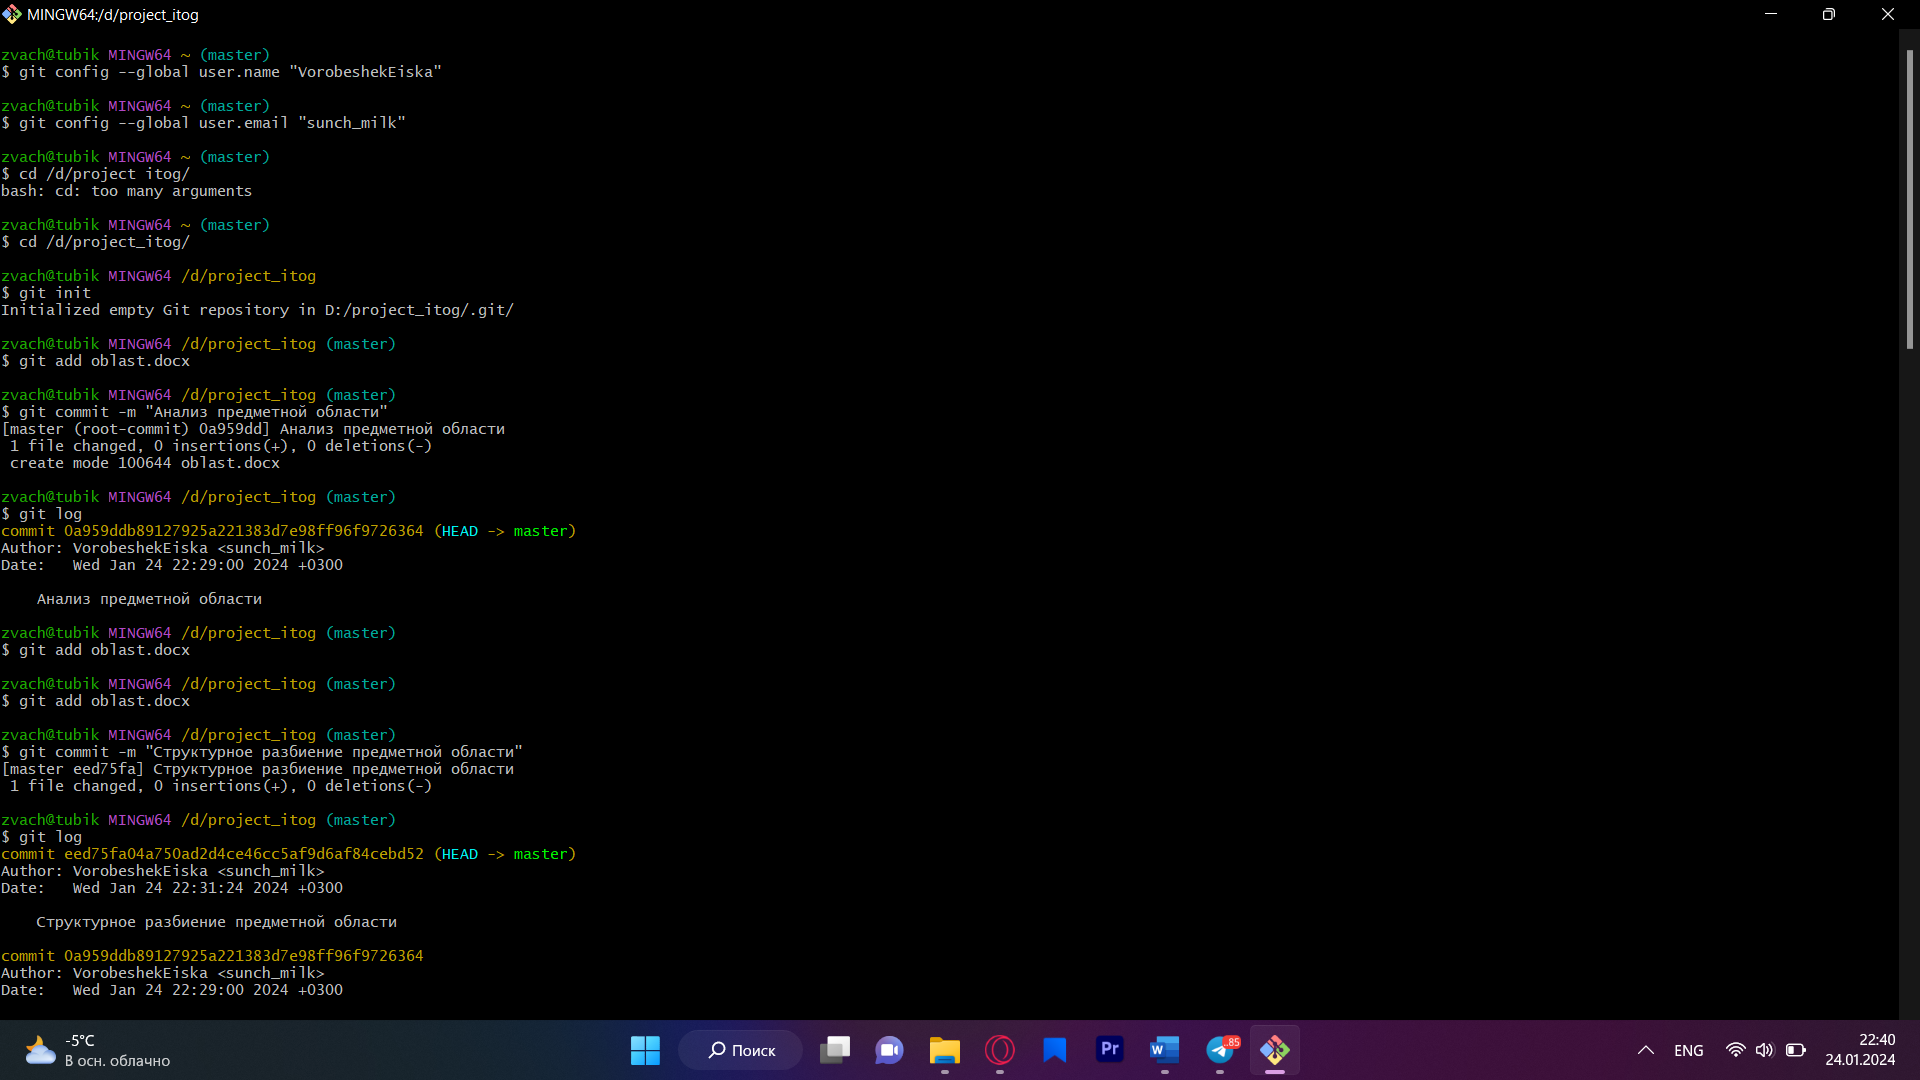 MINGW64:/d/project_itog
zvach@tubik MINGW64 ~ (master)
$ git config --global user.name "VorobeshekEiska"
zvach@tubik MINGW64 ~ (master)
$ git config --global user.email "sunch_milk"
zvach@tubik MINGW64 ~ (master)
$ cd /d/project itog/
bash: cd: too many arguments
zvach@tubik MINGW64 ~ (master)
$ cd /d/project_itog/
zvach@tubik MINGW64 /d/project_itog
$ git init
Initialized empty Git repository in D:/project_itog/.git/
zvach@tubik MINGW64 /d/project_itog (master)
$ git add oblast.docx
zvach@tubik MINGW64 /d/project_itog (master)
$ git commit -m "Анализ предметной области"
[master (root-commit) 0a959dd] Анализ предметной области
1 file changed, 0 insertions(+), 0 deletions(-)
create mode 100644 oblast.docx
zvach@tubik MINGW64 /d/project_itog (master)
$ git log
commit 0a959ddb89127925a221383d7e98ff96f9726364 (HEAD -> master)
Author: VorobeshekEiska <sunch_milk>
Date:   Wed Jan 24 22:29:00 2024 +0300
Анализ предметной области
zvach@tubik MINGW64 /d/project_itog (master)
$ git add oblast.docx
zvach@tubik MINGW64 /d/project_itog (master)
$ git add oblast.docx
zvach@tubik MINGW64 /d/project_itog (master)
$ git commit -m "Структурное разбиение предметной области"
[master eed75fa] Структурное разбиение предметной области
1 file changed, 0 insertions(+), 0 deletions(-)
zvach@tubik MINGW64 /d/project_itog (master)
$ git log
commit eed75fa04a750ad2d4ce46cc5af9d6af84cebd52 (HEAD -> master)
Author: VorobeshekEiska <sunch_milk>
Date:   Wed Jan 24 22:31:24 2024 +0300
Структурное разбиение предметной области
commit 0a959ddb89127925a221383d7e98ff96f9726364
Author: VorobeshekEiska <sunch_milk>
Date:   Wed Jan 24 22:29:00 2024 +0300
-5°C
В осн. облачно
Поиск
Pr
W
..85
ENG
22:40
24.01.2024